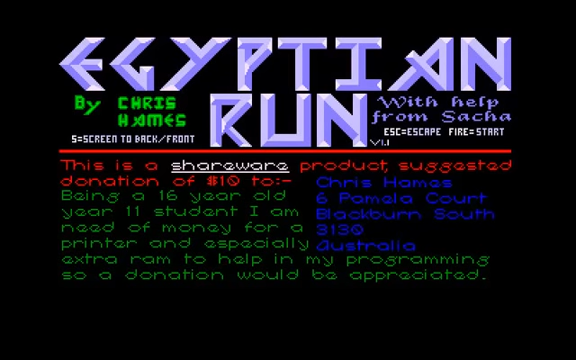 EGYPTIAN
RUN
By CHRIS
HAMES
With help
from Sacha
S=SCREEN TO BACK/FRONT
ESC=ESCAPE FIRE=START
V1.1
This is a shareware product, suggested
donation of $10 to:-
Chris Hames
6 Pamela Court
Blackburn South
3130
Australia
Being a 16 year old
year 11 student I am
need of money for a
printer and especially
extra ram to help in my programming
so a donation would be appreciated.